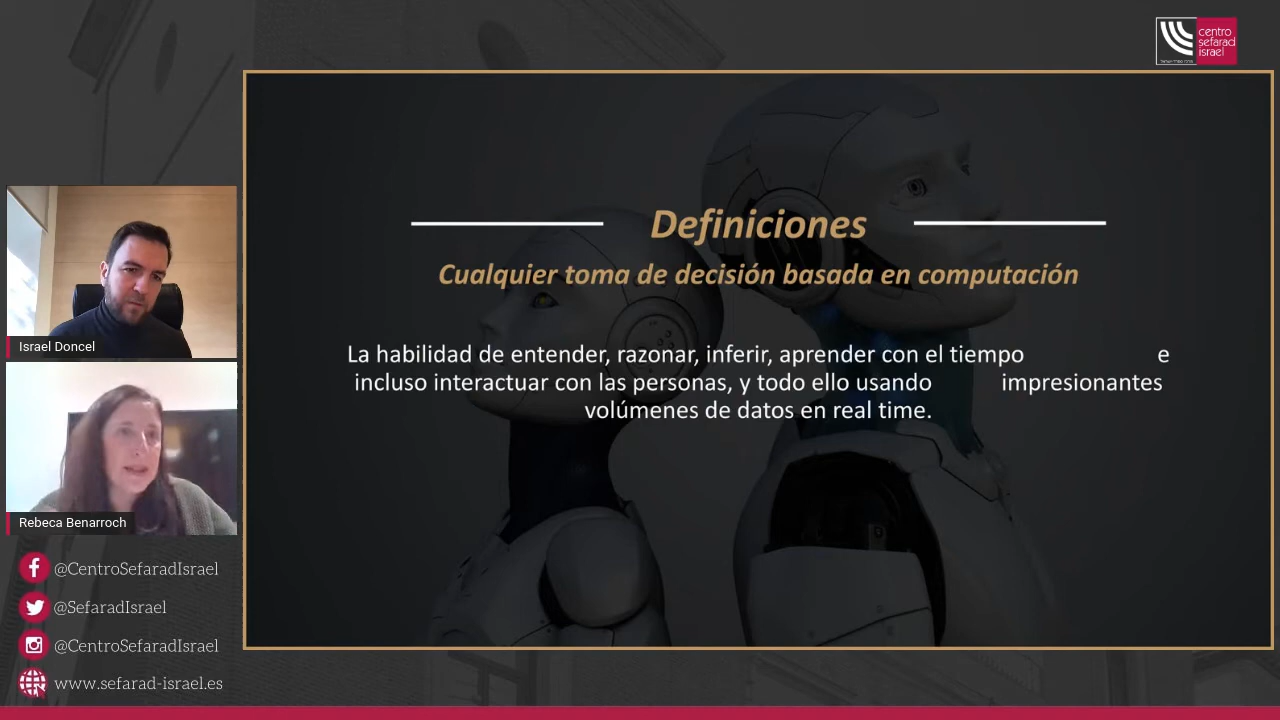 centro
sefarad
israel
Definiciones
Cualquier toma de decisión basada en computación
La habilidad de entender, razonar, inferir, aprender con el tiempo e
incluso interactuar con las personas, y todo ello usando impresionantes
volúmenes de datos en real time.
Israel Doncel
Rebeca Benarroch
@CentroSefaradIsrael
@SefaradIsrael
@CentroSefaradIsrael
www.sefarad-israel.es